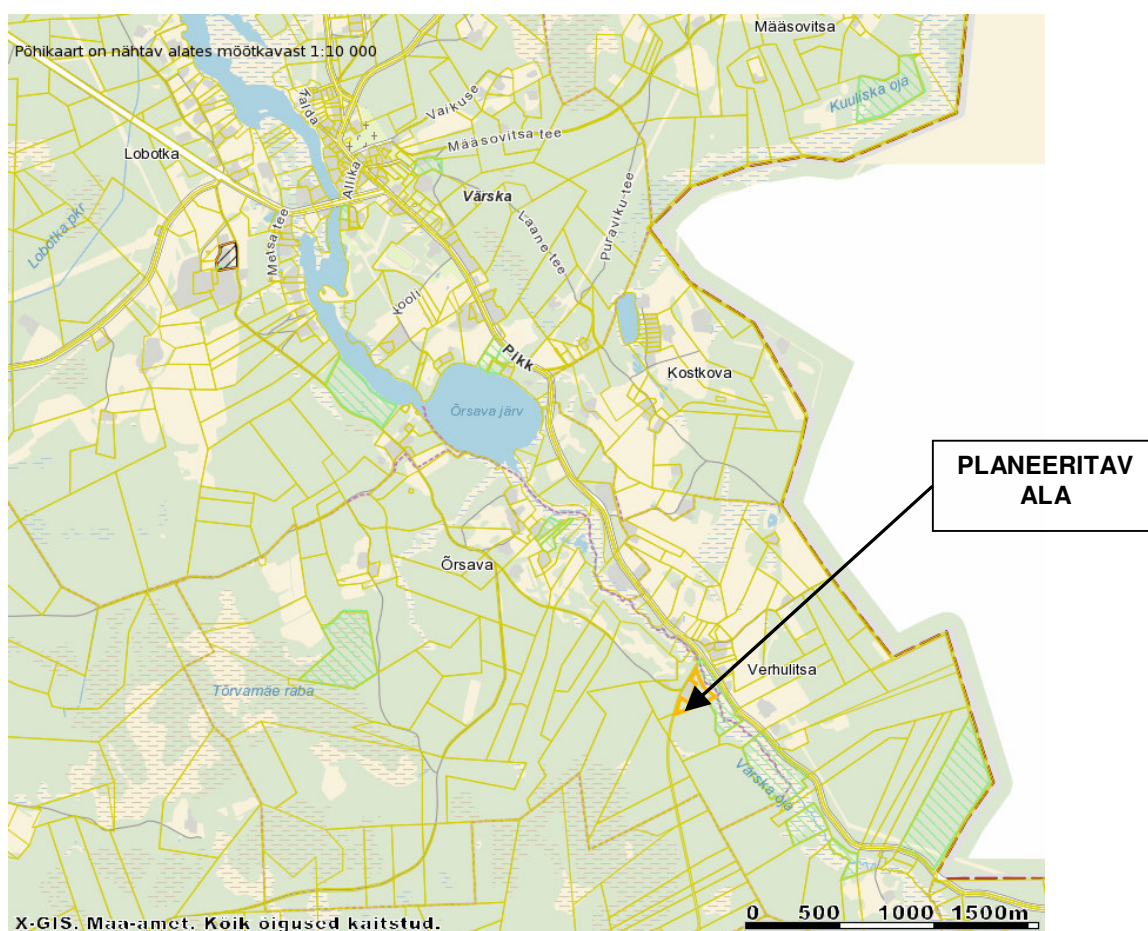 Määsovitsa
Põhikaart on nähtav alates mõõtkavast 1:10 000
Kuuliska oja
Talda
Vaikuse
Määsovitsa tee
Lobotka
Allika
Värska
Laane tee
Puraviku-tee
Lobotka pkr
Metsa tee
Kooli
Pikk
Kostkova
Õrsava järv
PLANEERITAV
ALA
Õrsava
Verhulitsa
Tõrvamäe raba
Värska oja
X-GIS. Maa-amet. Kõik õigused kaitstud.
0 500 1000 1500m